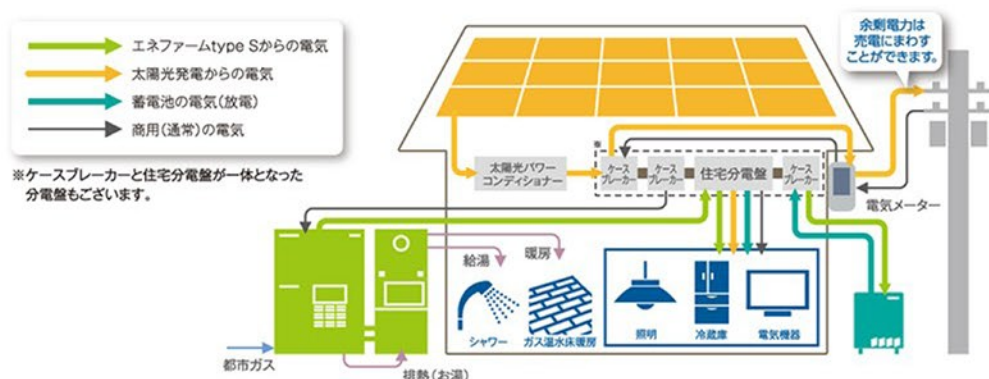 エネファームtype Sからの電気
太陽光発電からの電気
蓄電池の電気(放電)
商用(通常)の電気
※ケースブレーカーと住宅分電盤が一体となった
分電盤もございます。
余剰電力は
売電にまわす
ことができます。
※
太陽光パワー
コンディショナー
ケース
ブレーカー
ケース
ブレーカー
住宅分電盤
ケース
ブレーカー
電気メーター
給湯
暖房
シャワー
ガス温水床暖房
照明
冷蔵庫
電気機器
都市ガス
排熱(お湯)